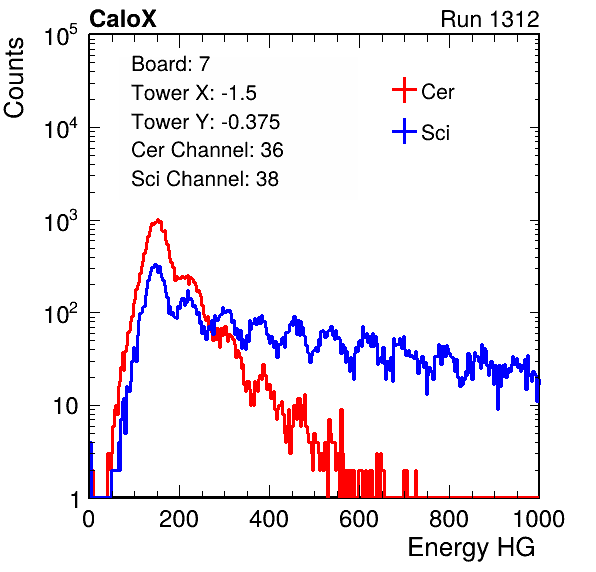 CaloX Run 1312
Counts
10^5
10^4
10^3
10^2
10
1
Board: 7
Tower X: -1.5
Tower Y: -0.375
Cer Channel: 36
Sci Channel: 38
Cer
Sci
0 200 400 600 800 1000
Energy HG